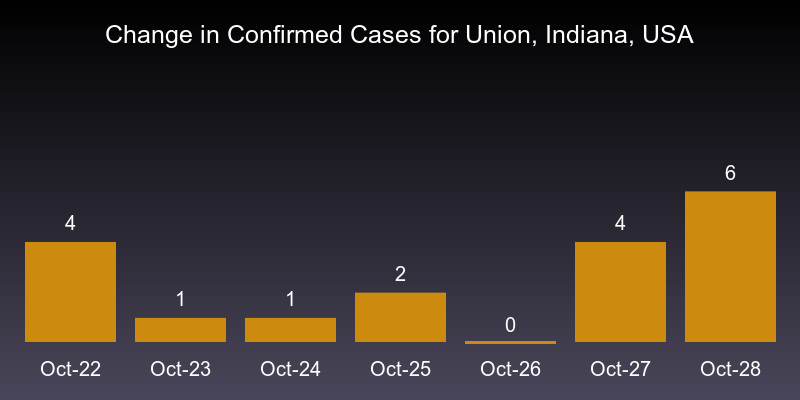 Change in Confirmed Cases for Union, Indiana, USA
4
1
1
2
0
4
6
Oct-22
Oct-23
Oct-24
Oct-25
Oct-26
Oct-27
Oct-28